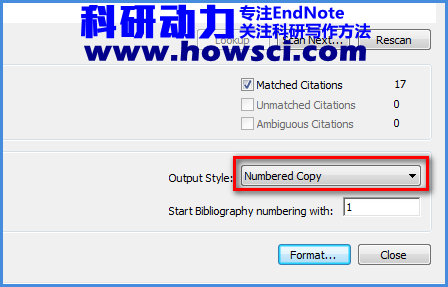 科研动力 专注EndNote
关注科研写作方法
www.howsci.com
Lookup Scan Next... Rescan
Matched Citations 17
Unmatched Citations 0
Ambiguous Citations 0
Output Style: Numbered Copy
Start Bibliography numbering with: 1
Format... Close